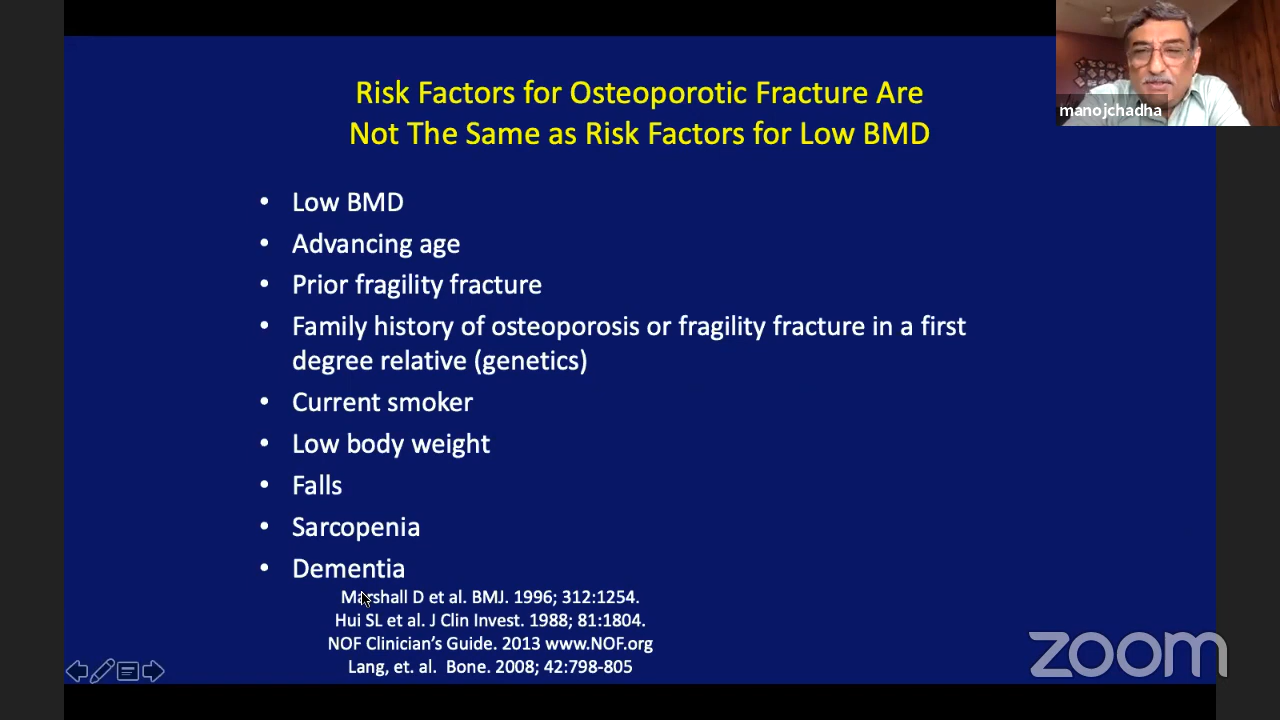 manojchadha
Risk Factors for Osteoporotic Fracture Are
Not The Same as Risk Factors for Low BMD
• Low BMD
• Advancing age
• Prior fragility fracture
• Family history of osteoporosis or fragility fracture in a first
degree relative (genetics)
• Current smoker
• Low body weight
• Falls
• Sarcopenia
• Dementia
Marshall D et al. BMJ. 1996; 312:1254.
Hui SL et al. J Clin Invest. 1988; 81:1804.
NOF Clinician’s Guide. 2013 www.NOF.org
Lang, et. al. Bone. 2008; 42:798-805
zoom